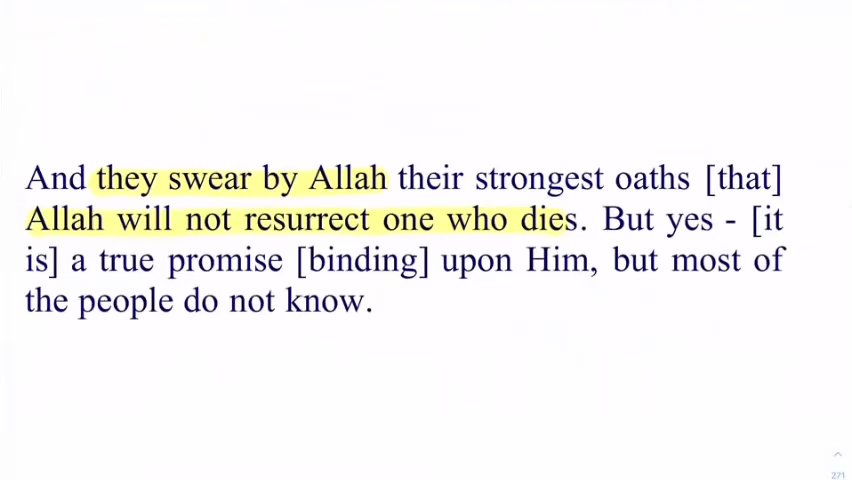 And they swear by Allah their strongest oaths [that]
Allah will not resurrect one who dies. But yes - [it
is] a true promise [binding] upon Him, but most of
the people do not know.
271